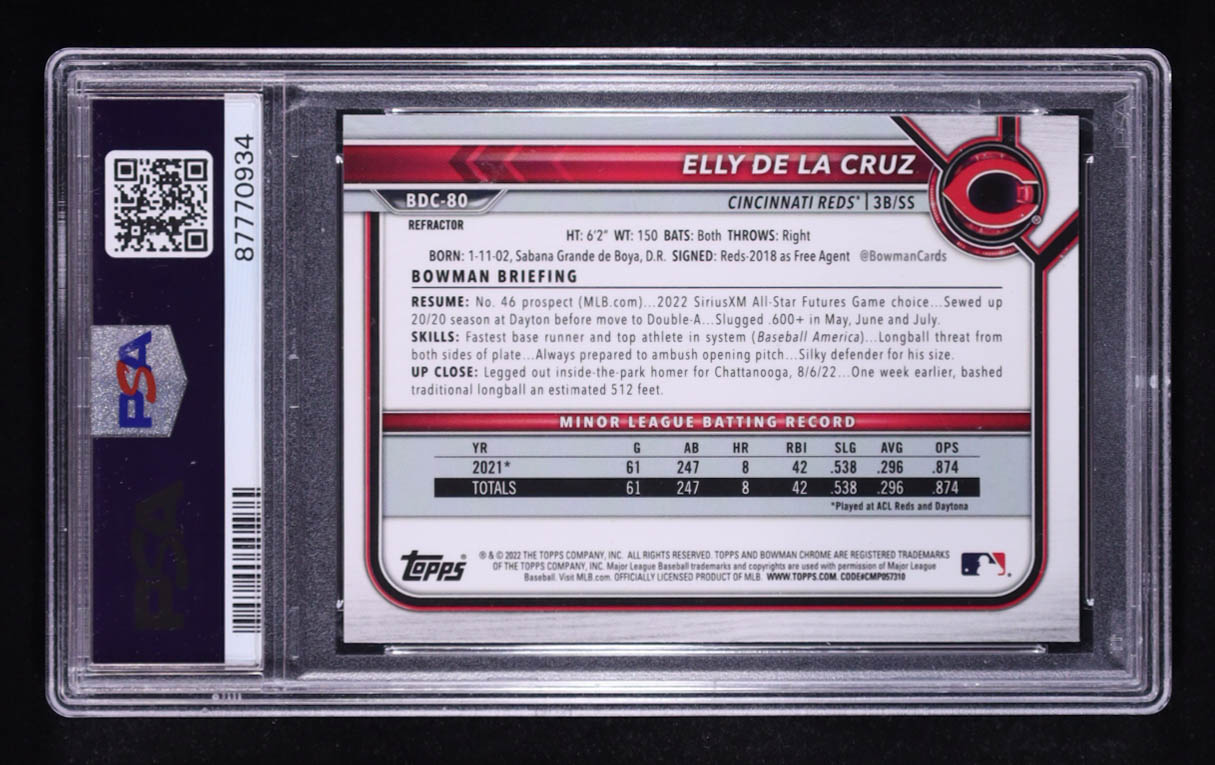 87770934
PSA
PSA
ELLY DE LA CRUZ
BDC-80
CINCINNATI REDS® | 3B/SS
REFRACTOR
HT: 6'2" WT: 150 BATS: Both THROWS: Right
BORN: 1-11-02, Sabana Grande de Boya, D.R. SIGNED: Reds-2018 as Free Agent @BowmanCards
BOWMAN BRIEFING
RESUME: No. 46 prospect (MLB.com)...2022 SiriusXM All-Star Futures Game choice...Sewed up
20/20 season at Dayton before move to Double-A...Slugged .600+ in May, June and July.
SKILLS: Fastest base runner and top athlete in system (Baseball America)...Longball threat from
both sides of plate...Always prepared to ambush opening pitch...Silky defender for his size.
UP CLOSE: Legged out inside-the-park homer for Chattanooga, 8/6/22...One week earlier, bashed
traditional longball an estimated 512 feet.
MINOR LEAGUE BATTING RECORD
YR G AB HR RBI SLG AVG OPS
2021* 61 247 8 42 .538 .296 .874
TOTALS 61 247 8 42 .538 .296 .874
*Played at ACL Reds and Daytona
Topps®
® & © 2022 THE TOPPS COMPANY, INC. ALL RIGHTS RESERVED. TOPPS AND BOWMAN CHROME ARE REGISTERED TRADEMARKS
OF THE TOPPS COMPANY, INC. Major League Baseball trademarks and copyrights are used with permission of Major League
Baseball. Visit MLB.com. OFFICIALLY LICENSED PRODUCT OF MLB. WWW.TOPPS.COM. CODE#CMP057310